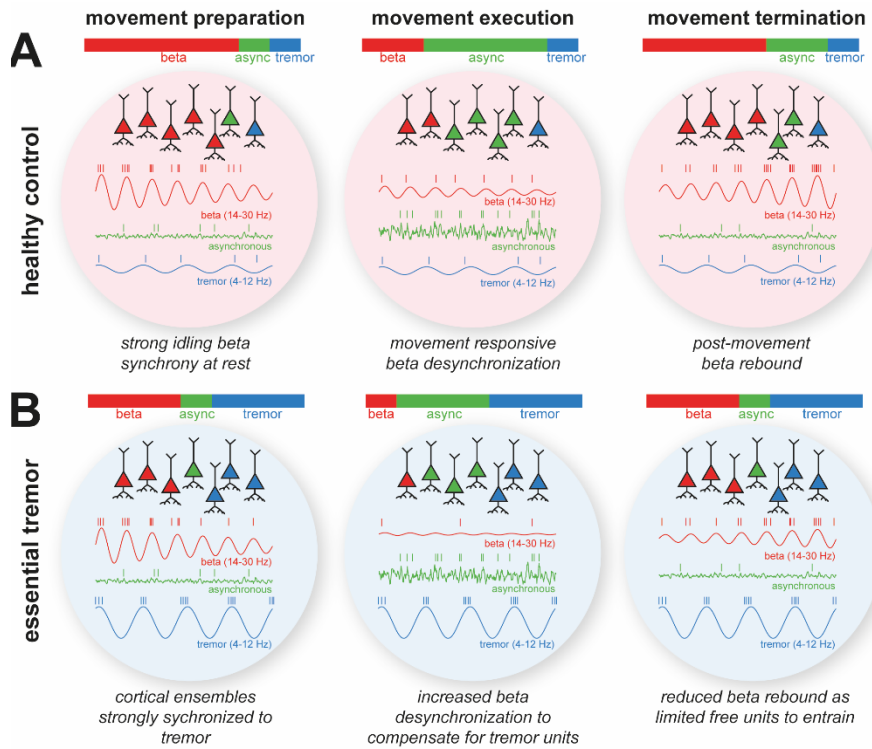 movement preparation
movement execution
movement termination
A
healthy control
beta
async
tremor
beta
async
tremor
beta
async
tremor
beta (14-30 Hz)
asynchronous
tremor (4-12 Hz)
beta (14-30 Hz)
asynchronous
tremor (4-12 Hz)
beta (14-30 Hz)
asynchronous
tremor (4-12 Hz)
strong idling beta
synchrony at rest
movement responsive
beta desynchronization
post-movement
beta rebound
B
essential tremor
beta
async
tremor
beta
async
tremor
beta
async
tremor
beta (14-30 Hz)
asynchronous
tremor (4-12 Hz)
beta (14-30 Hz)
asynchronous
tremor (4-12 Hz)
beta (14-30 Hz)
asynchronous
tremor (4-12 Hz)
cortical ensembles
strongly sychronized to
tremor
increased beta
desynchronization to
compensate for tremor units
reduced beta rebound as
limited free units to entrain